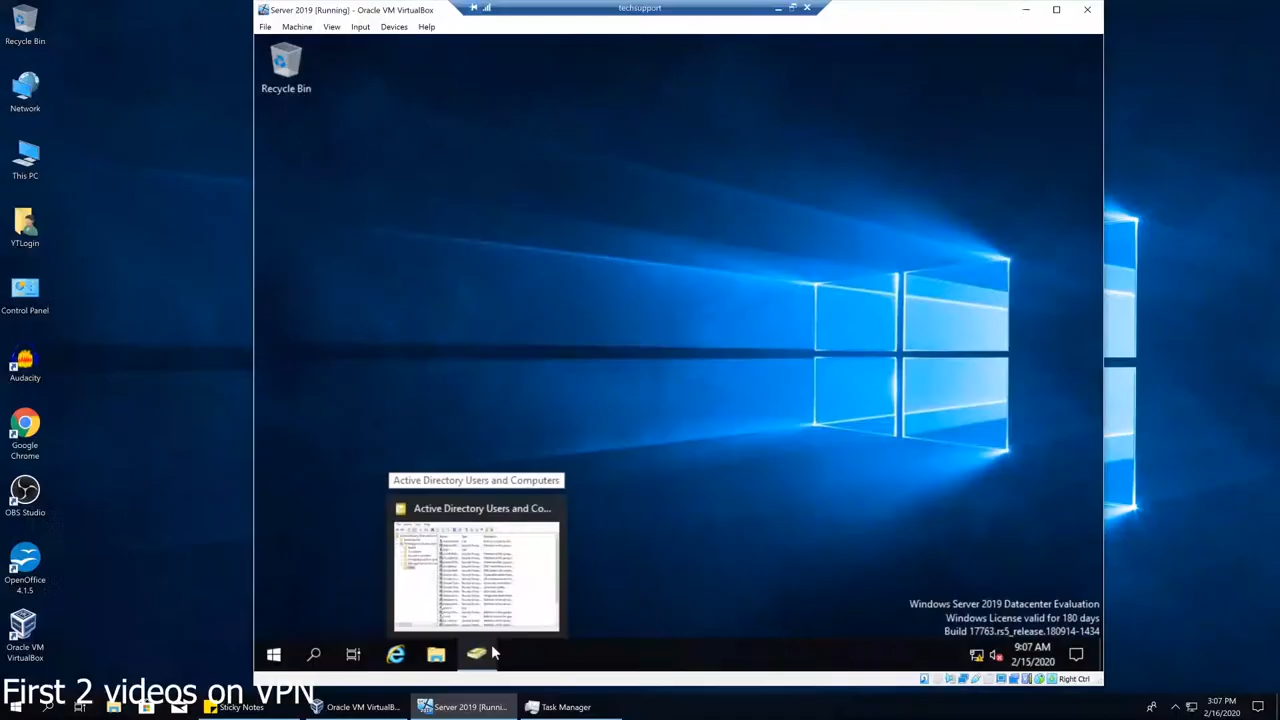 Server 2019 [Running] - Oracle VM VirtualBox
techsupport
File Machine View Input Devices Help
Recycle Bin
Network
This PC
YTLogin
Control Panel
Audacity
Google
Chrome
OBS Studio
Oracle VM
VirtualBox
Recycle Bin
Active Directory Users and Computers
Active Directory Users and Co...
Windows Server 2019 Datacenter Evaluation
Windows License valid for 180 days
Build 17763.rs5_release.180914-1434
9:07 AM
2/15/2020
Right Ctrl
First 2 videos on VPN
Sticky Notes
Oracle VM VirtualB...
Server 2019 [Runni...
Task Manager
3:07 PM
2/16/2020